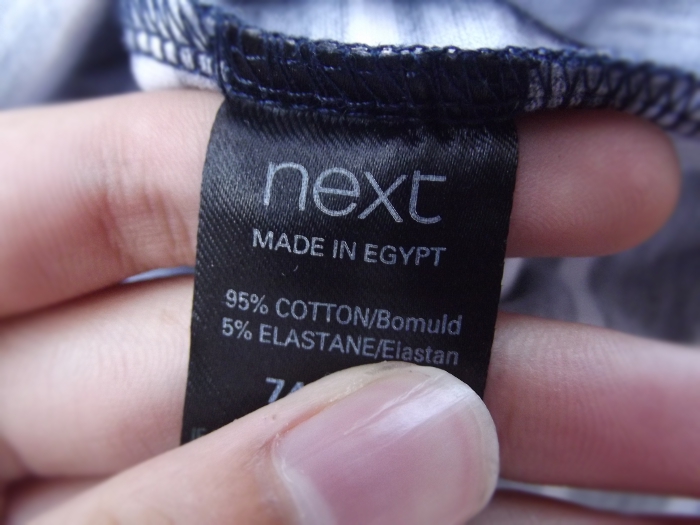 next
MADE IN EGYPT
95% COTTON/Bomuld
5% ELASTANE/Elastan